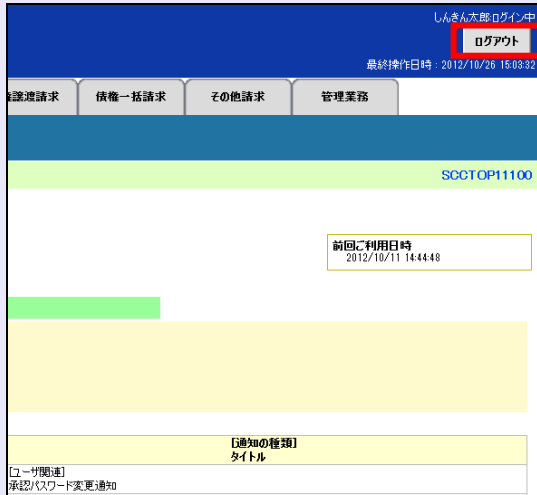 しんきん太郎ログイン中
ログアウト
最終操作日時：2012/10/26 15:03:32
譲渡請求
債権一括請求
その他請求
管理業務
SCCTOP11100
前回ご利用日時
2012/10/11 14:44:48
[通知の種類]
タイトル
[ユーザ関連]
承認パスワード変更通知